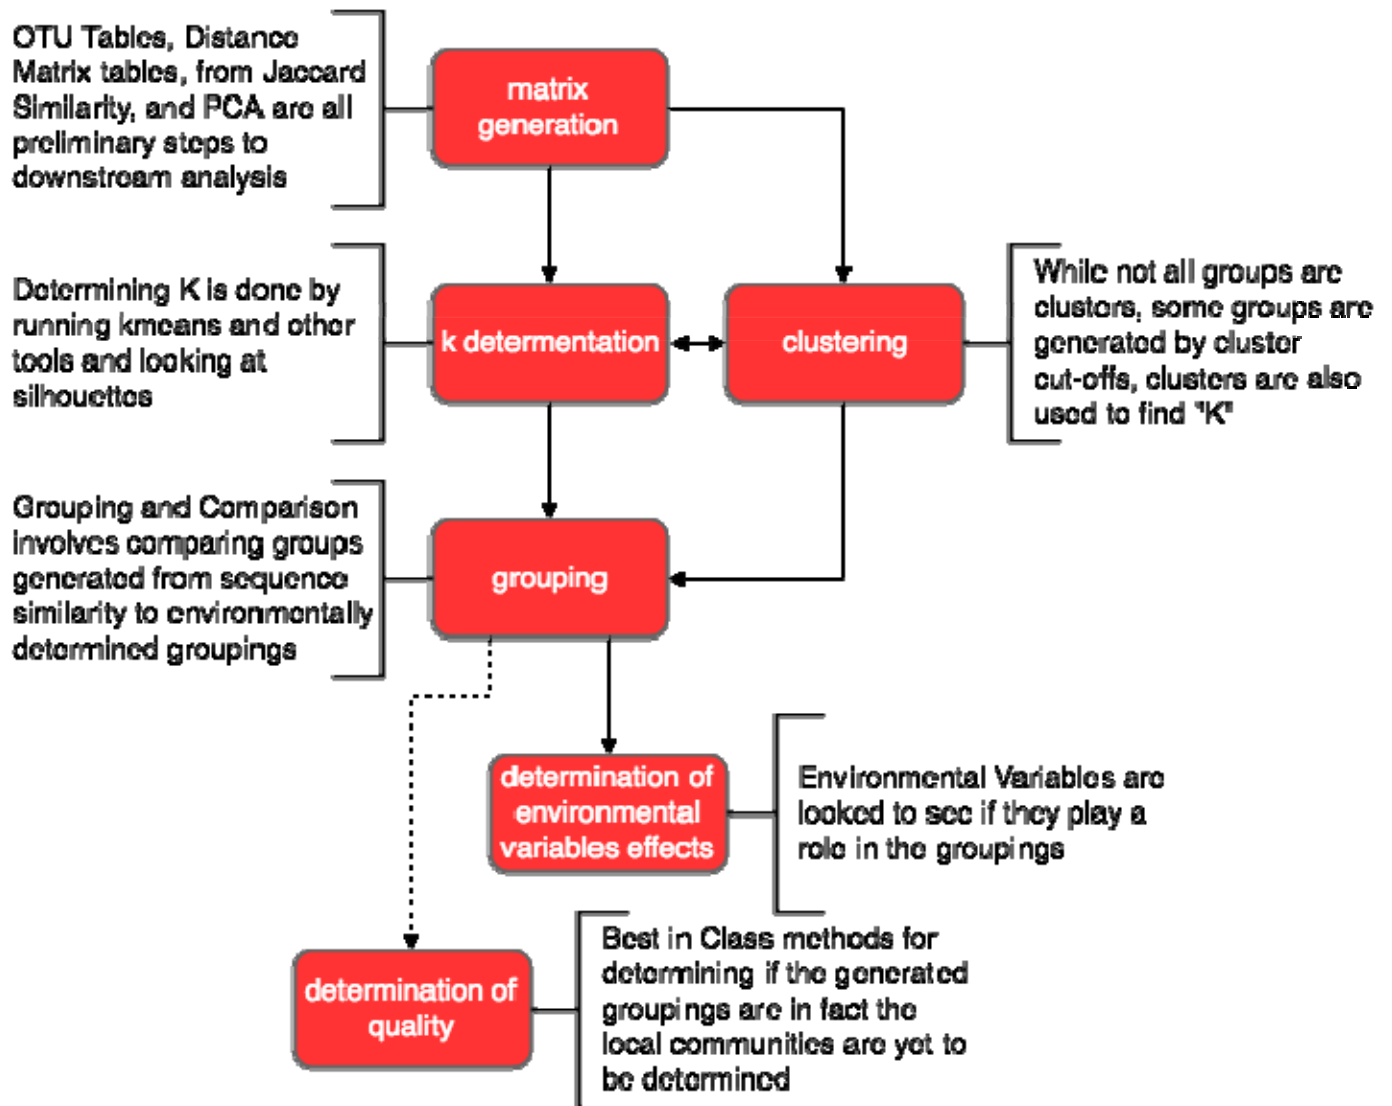 OTU Tables, Distance
Matrix tables, from Jaccard
Similarity, and PCA are all
preliminary steps to
downstream analysis
matrix
generation
Determining K is done by
running kmeans and other
tools and looking at
silhouettes
k determentation
clustering
While not all groups are
clusters, some groups are
generated by cluster
cut-offs, clusters are also
used to find "K"
Grouping and Comparison
involves comparing groups
generated from sequence
similarity to environmentally
determined groupings
grouping
determination of
environmental
variables effects
Environmental Variables are
looked to see if they play a
role in the groupings
determination of
quality
Best in Class methods for
determining if the generated
groupings are in fact the
local communities are yet to
be determined